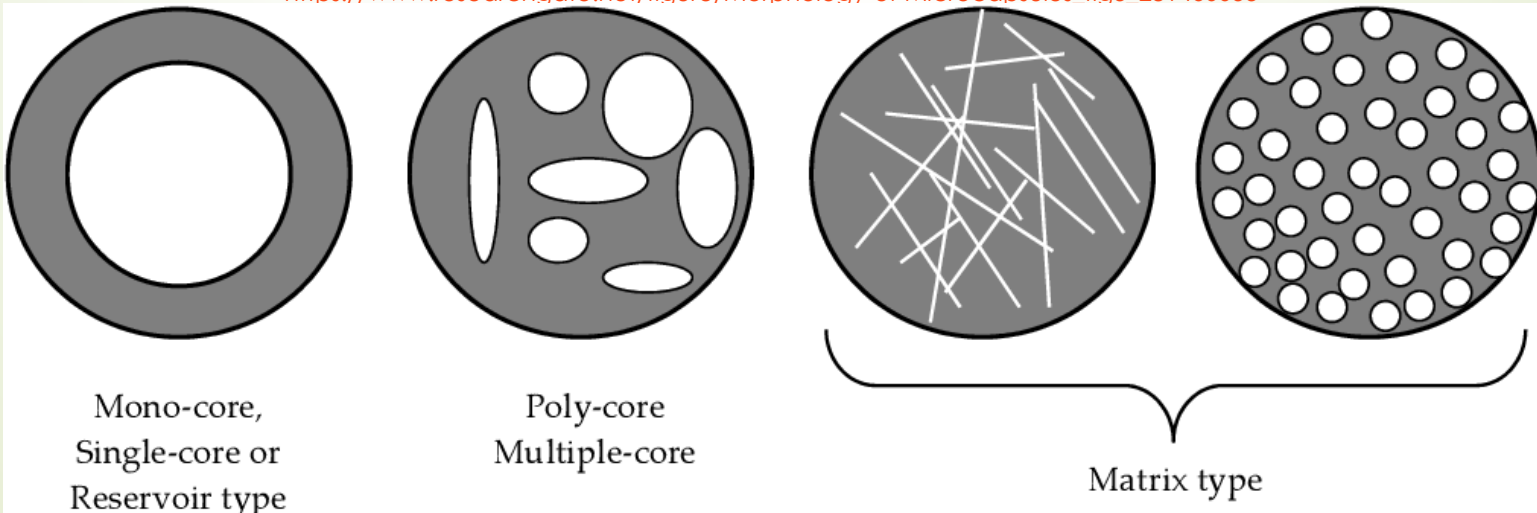 Mono-core,
Single-core or
Reservoir type
Poly-core
Multiple-core
Matrix type